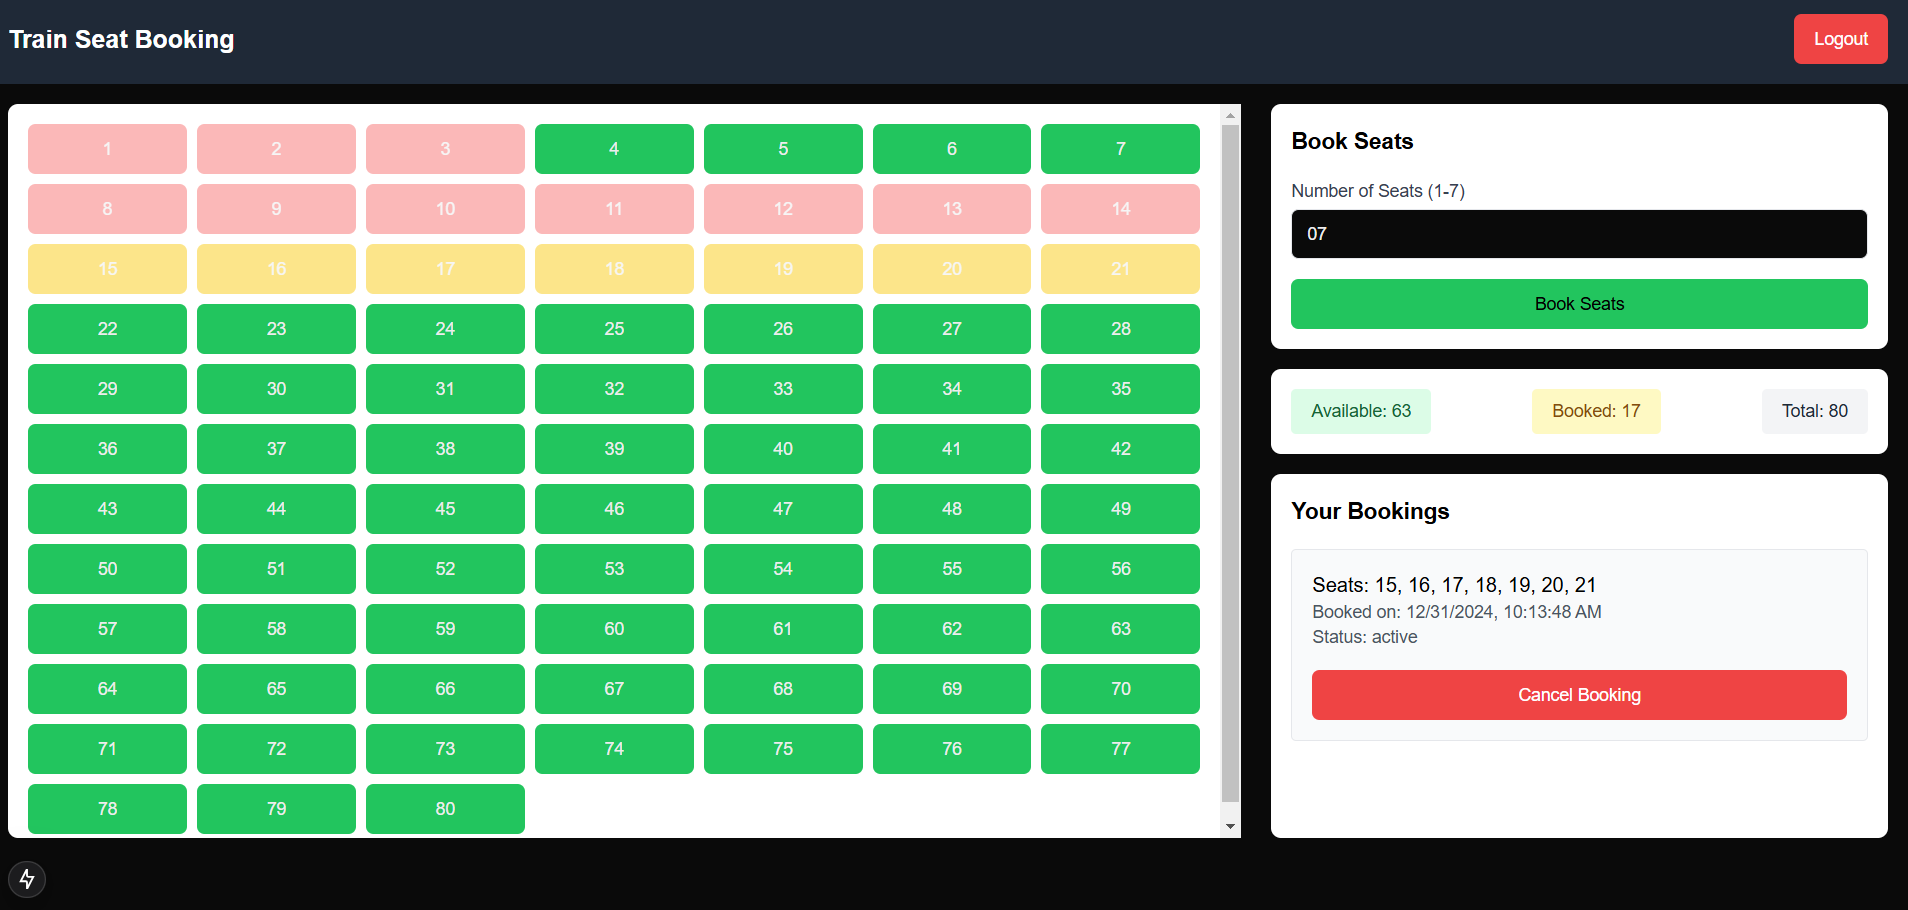 Train Seat Booking
Logout
1 2 3 4 5 6 7
8 9 10 11 12 13 14
15 16 17 18 19 20 21
22 23 24 25 26 27 28
29 30 31 32 33 34 35
36 37 38 39 40 41 42
43 44 45 46 47 48 49
50 51 52 53 54 55 56
57 58 59 60 61 62 63
64 65 66 67 68 69 70
71 72 73 74 75 76 77
78 79 80
Book Seats
Number of Seats (1-7)
07
Book Seats
Available: 63 Booked: 17 Total: 80
Your Bookings
Seats: 15, 16, 17, 18, 19, 20, 21
Booked on: 12/31/2024, 10:13:48 AM
Status: active
Cancel Booking